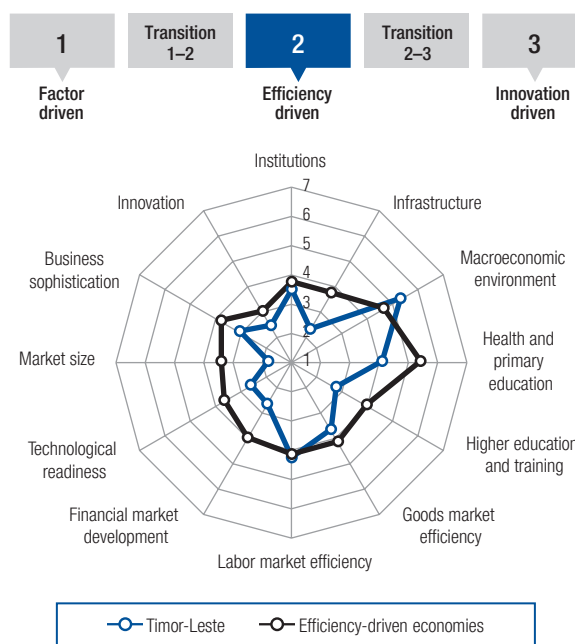 1
Transition
1–2
2
Transition
2–3
3
Factor
driven
Efficiency
driven
Innovation
driven
Institutions
Infrastructure
Macroeconomic
environment
Health and
primary
education
Higher education
and training
Goods market
efficiency
Labor market efficiency
Financial market
development
Technological
readiness
Market size
Business
sophistication
Innovation
7
6
5
4
3
2
1
Timor-Leste
Efficiency-driven economies